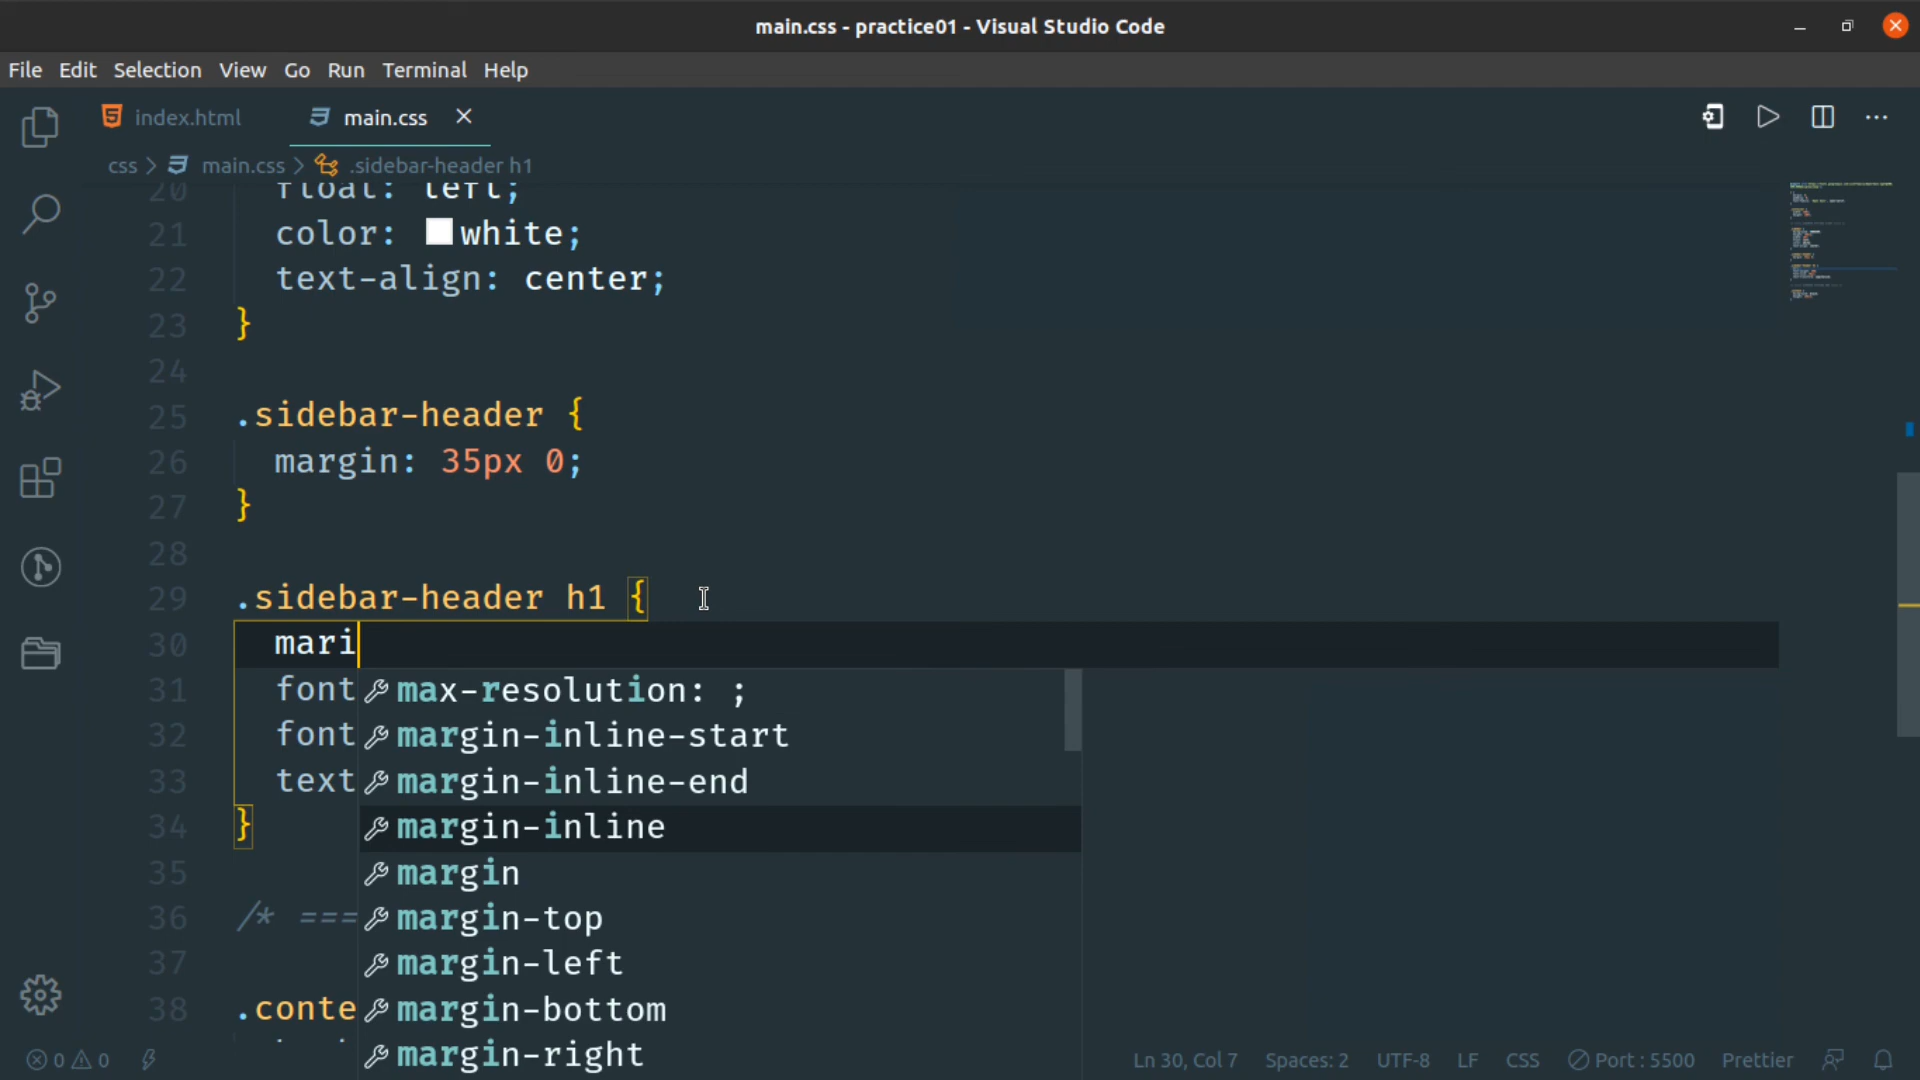 main.css - practice01 - Visual Studio Code
File Edit Selection View Go Run Terminal Help
index.html main.css
css > main.css > .sidebar-header h1
20 float: left;
21 color: white;
22 text-align: center;
23 }
24
25 .sidebar-header {
26 margin: 35px 0;
27 }
28
29 .sidebar-header h1 {
30 mari
31 font max-resolution: ;
32 font margin-inline-start
33 text margin-inline-end
34 } margin-inline
35 margin
36 /* === margin-top
37 margin-left
38 .conte margin-bottom
margin-right
0 0 Ln 30, Col 7 Spaces: 2 UTF-8 LF CSS Port : 5500 Prettier